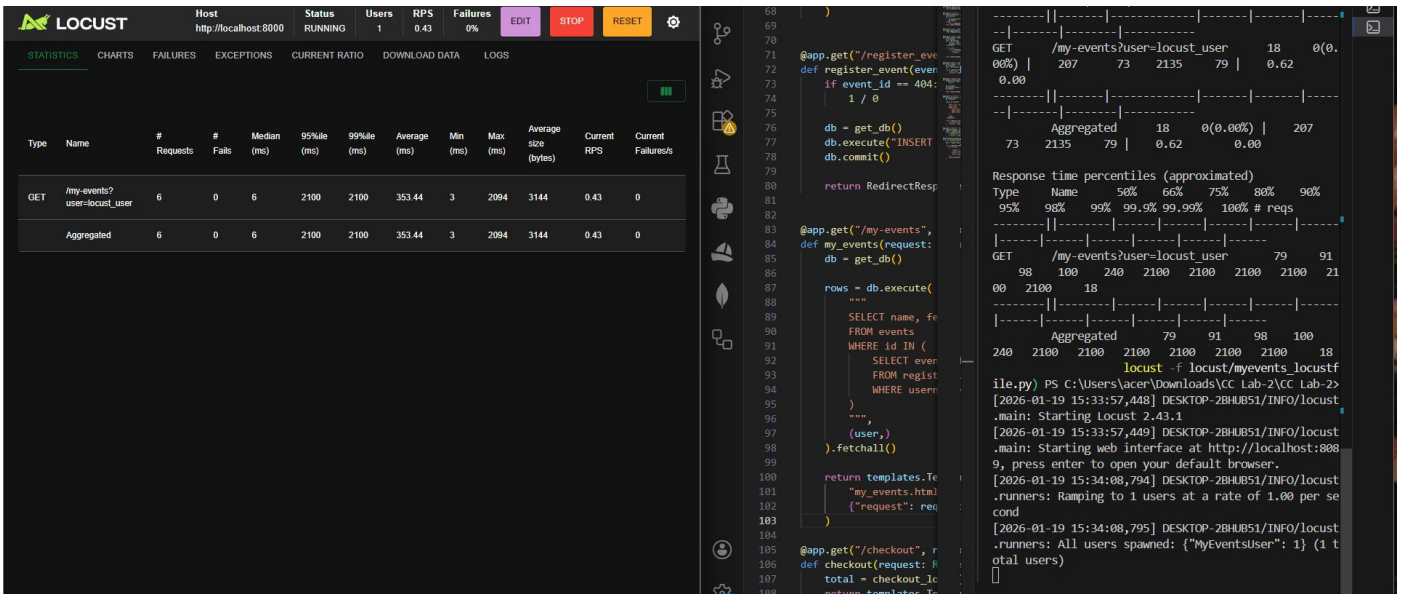 LOCUST
Host
http://localhost:8000
Status
RUNNING
Users
1
RPS
0.43
Failures
0%
EDIT
STOP
RESET
STATISTICS CHARTS FAILURES EXCEPTIONS CURRENT RATIO DOWNLOAD DATA LOGS
Type Name # Requests # Fails Median (ms) 95%ile (ms) 99%ile (ms) Average (ms) Min (ms) Max (ms) Average size (bytes) Current RPS Current Failures/s
GET /my-events?user=locust_user 6 0 6 2100 2100 353.44 3 2094 3144 0.43 0
Aggregated 6 0 6 2100 2100 353.44 3 2094 3144 0.43 0
68 )
69
70
71 @app.get("/register_eve
72 def register_event(even
73 if event_id == 404:
74 1 / 0
75
76 db = get_db()
77 db.execute("INSERT
78 db.commit()
79
80 return RedirectResp
81
82
83 @app.get("/my-events",
84 def my_events(request:
85 db = get_db()
86
87 rows = db.execute(
88 """
89 SELECT name, fe
90 FROM events
91 WHERE id IN (
92 SELECT even
93 FROM regist
94 WHERE usern
95 )
96 """,
97 (user,)
98 ).fetchall()
99
100 return templates.Te
101 "my_events.html
102 {"request": req
103 )
104
105 @app.get("/checkout", r
106 def checkout(request: R
107 total = checkout_lo
108 return templates.Te
--------||-------|-------------|-------|-------|----
--|-------|--------|-----------
GET /my-events?user=locust_user 18 0(0.
00%) | 207 73 2135 79 | 0.62
0.00
--------||-------|-------------|-------|-------|----
--|-------|--------|-----------
Aggregated 18 0(0.00%) | 207
73 2135 79 | 0.62 0.00
Response time percentiles (approximated)
Type Name 50% 66% 75% 80% 90%
95% 98% 99% 99.9% 99.99% 100% # reqs
--------||--------|--------|------|------|------|-----
|------|------|------|------|------
GET /my-events?user=locust_user 79 91
98 100 240 2100 2100 2100 2100 21
00 2100 18
--------||--------|--------|------|------|------|-----
|------|------|------|------|------
Aggregated 79 91 98 100
240 2100 2100 2100 2100 2100 2100 18
locust -f locust/myevents_locustf
ile.py) PS C:\Users\acer\Downloads\CC Lab-2\CC Lab-2>
[2026-01-19 15:33:57,448] DESKTOP-2BHUB51/INFO/locust
.main: Starting Locust 2.43.1
[2026-01-19 15:33:57,449] DESKTOP-2BHUB51/INFO/locust
.main: Starting web interface at http://localhost:808
9, press enter to open your default browser.
[2026-01-19 15:34:08,794] DESKTOP-2BHUB51/INFO/locust
.runners: Ramping to 1 users at a rate of 1.00 per se
cond
[2026-01-19 15:34:08,795] DESKTOP-2BHUB51/INFO/locust
.runners: All users spawned: {"MyEventsUser": 1} (1 t
otal users)